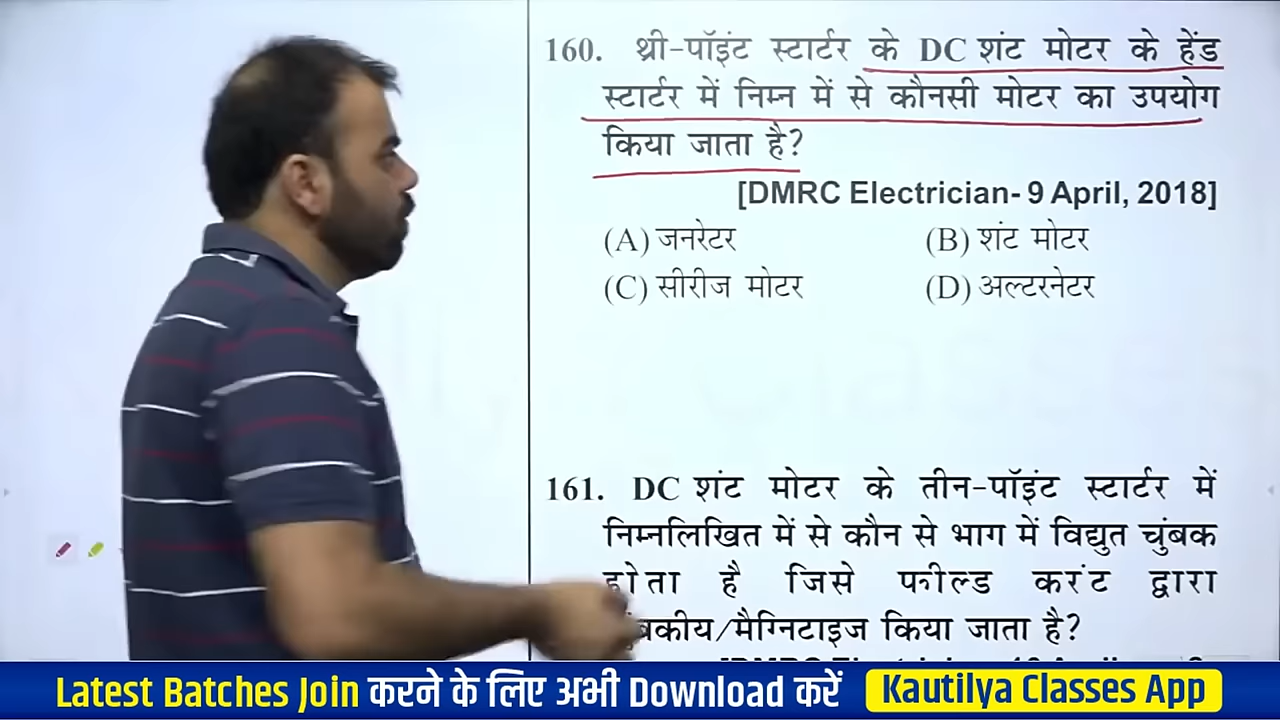 160. थ्री-पॉइंट स्टार्टर के DC शंट मोटर के हेंड
स्टार्टर में निम्न में से कौनसी मोटर का उपयोग
किया जाता है?
[DMRC Electrician- 9 April, 2018]
(A) जनरेटर
(B) शंट मोटर
(C) सीरीज मोटर
(D) अल्टरनेटर
161. DC शंट मोटर के तीन-पॉइंट स्टार्टर में
निम्नलिखित में से कौन से भाग में विद्युत चुंबक
होता है जिसे फील्ड करंट द्वारा
/मैग्निटाइज किया जाता है?
Latest Batches Join करने के लिए अभी Download करें
Kautilya Classes App